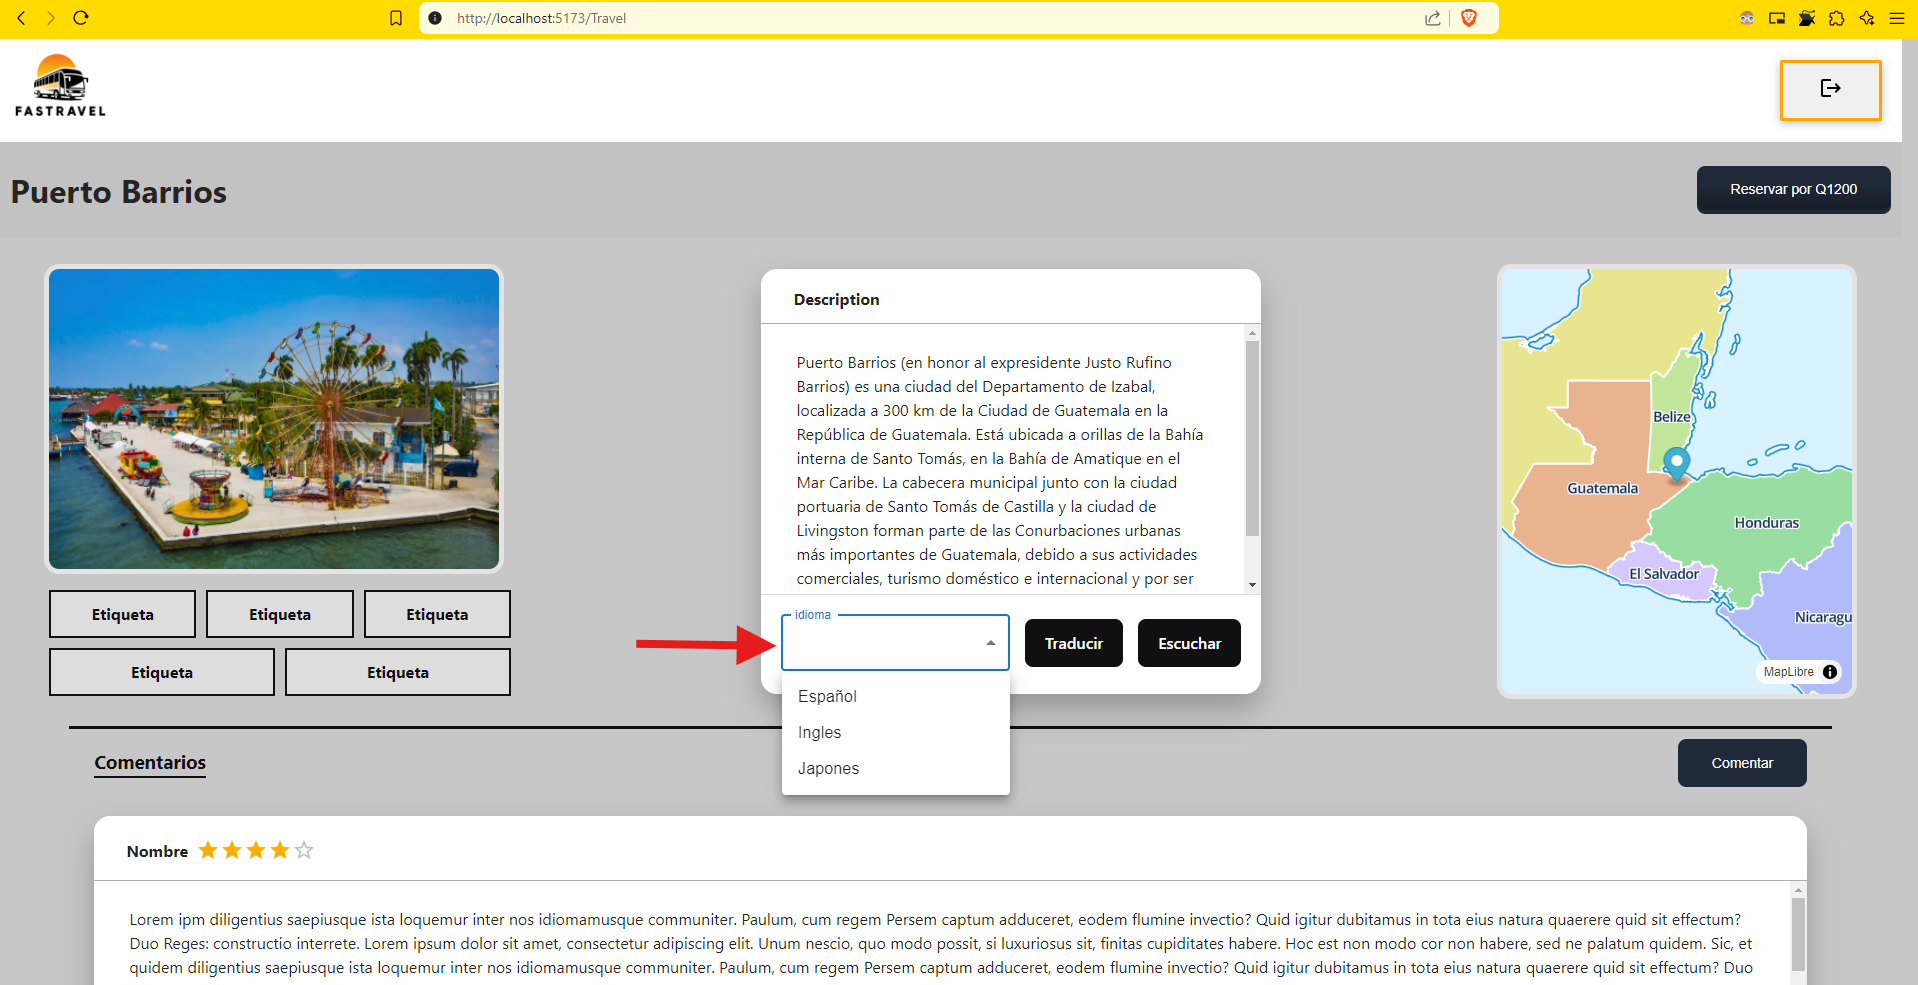 http://localhost:5173/Travel
FASTRAVEL
Puerto Barrios
Reservar por Q1200
Description
Puerto Barrios (en honor al expresidente Justo Rufino
Barrios) es una ciudad del Departamento de Izabal,
localizada a 300 km de la Ciudad de Guatemala en la
República de Guatemala. Está ubicada a orillas de la Bahía
interna de Santo Tomás, en la Bahía de Amatique en el
Mar Caribe. La cabecera municipal junto con la ciudad
portuaria de Santo Tomás de Castilla y la ciudad de
Livingston forman parte de las Conurbaciones urbanas
más importantes de Guatemala, debido a sus actividades
comerciales, turismo doméstico e internacional y por ser
Belize
Guatemala
Honduras
El Salvador
Nicaragu
MapLibre
Etiqueta
Etiqueta
Etiqueta
Etiqueta
Etiqueta
idioma
Traducir
Escuchar
Español
Ingles
Japones
Comentarios
Comentar
Nombre
Lorem ipm diligentius saepiusque ista loquemur inter nos idiomamusque communiter. Paulum, cum regem Persem captum adduceret, eodem flumine invectio? Quid igitur dubitamus in tota eius natura quaerere quid sit effectum?
Duo Reges: constructio interrete. Lorem ipsum dolor sit amet, consectetur adipiscing elit. Unum nescio, quo modo possit, si luxuriosus sit, finitas cupiditates habere. Hoc est non modo cor non habere, sed ne palatum quidem. Sic, et
quidem diligentius saepiusque ista loquemur inter nos idiomamusque communiter. Paulum, cum regem Persem captum adduceret, eodem flumine invectio? Quid igitur dubitamus in tota eius natura quaerere quid sit effectum? Duo